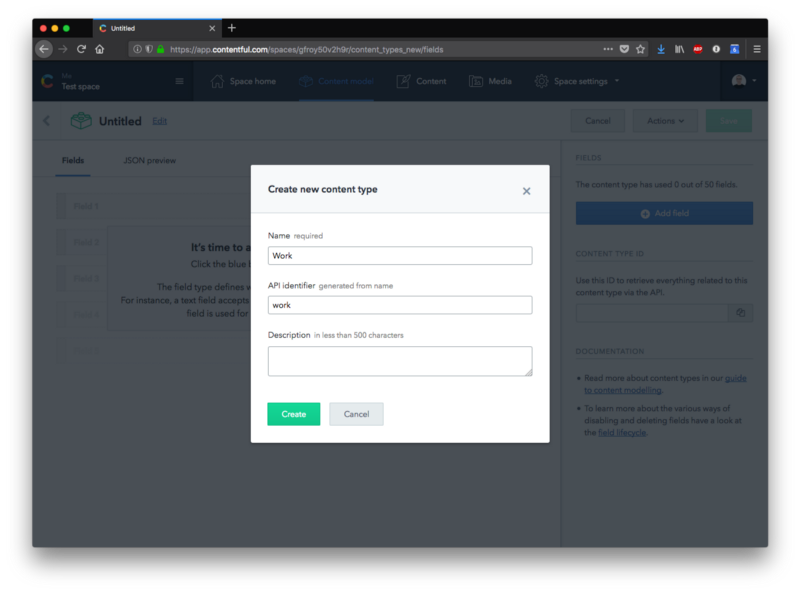 Untitled
https://app.contentful.com/spaces/gfroy50v2h9r/content_types_new/fields
ABP
Me
Test space
Space home
Content model
Content
Media
Space settings
Untitled Edit
Cancel
Actions
Save
Fields
JSON preview
Field 1
It's time to a
Click the blue
The field type defines
For instance, a text field accepts
field is used for
Create new content type
Name required
Work
API identifier generated from name
work
Description in less than 500 characters
Create
Cancel
FIELDS
The content type has used 0 out of 50 fields.
Add field
CONTENT TYPE ID
Use this ID to retrieve everything related to this
content type via the API.
DOCUMENTATION
Read more about content types in our guide
to content modelling.
To learn more about the various ways of
disabling and deleting fields have a look at
the field lifecycle.